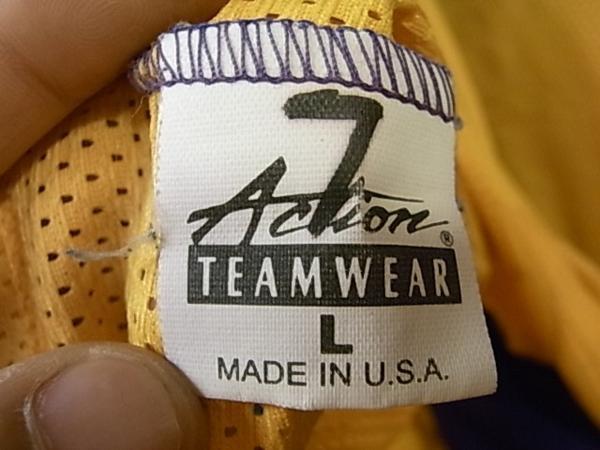 7
Action®
TEAMWEAR
L
MADE IN U.S.A.